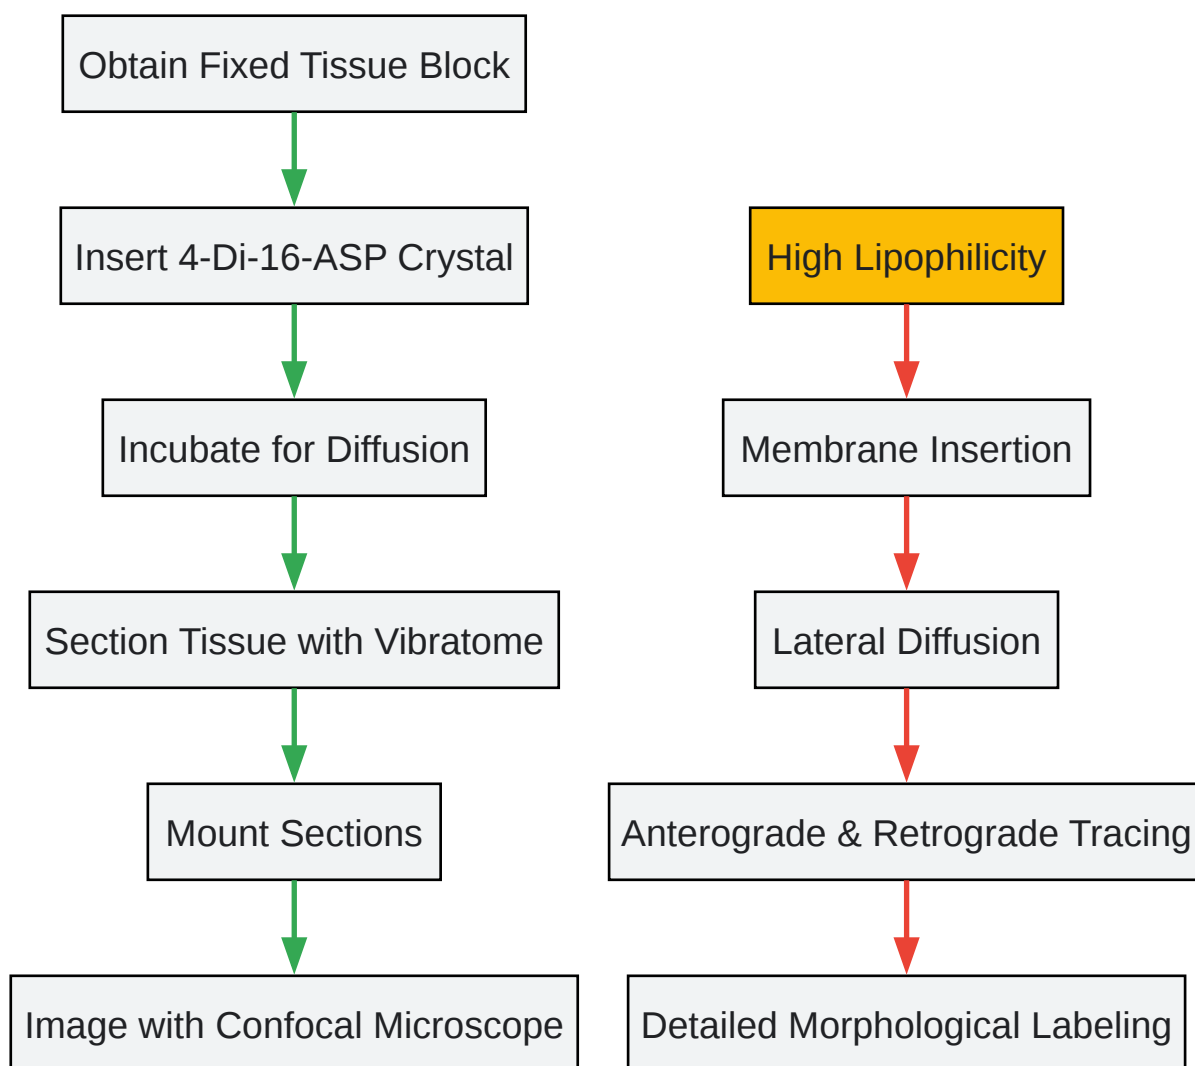 Obtain Fixed Tissue Block
Insert 4-Di-16-ASP Crystal
Incubate for Diffusion
Section Tissue with Vibratome
Mount Sections
Image with Confocal Microscope
High Lipophilicity
Membrane Insertion
Lateral Diffusion
Anterograde & Retrograde Tracing
Detailed Morphological Labeling